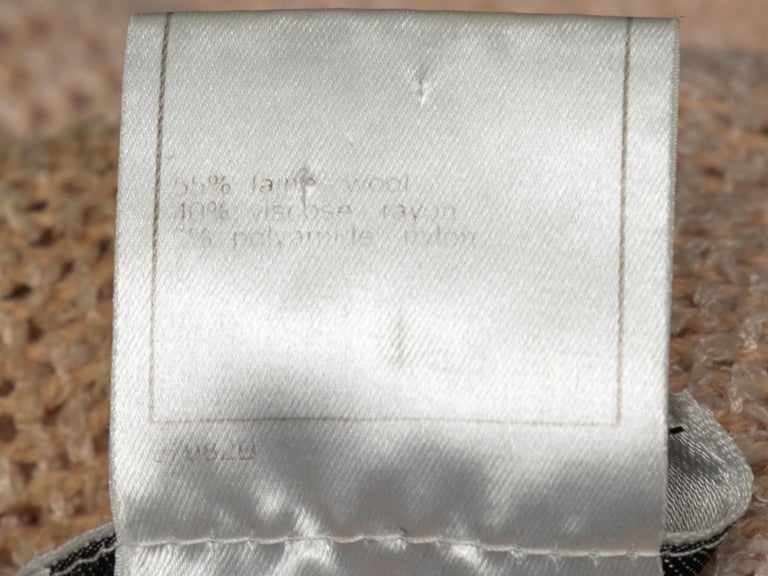 55% laine wool
40% viscose rayon
5% polyamide nylon